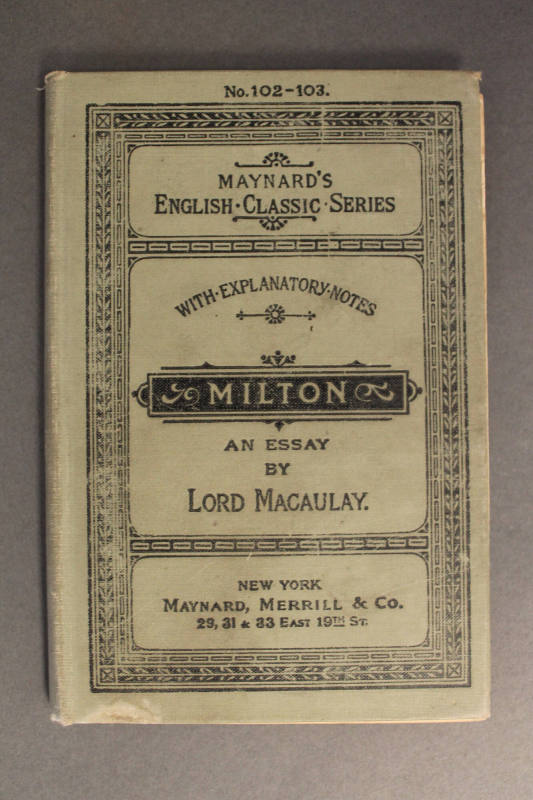 No. 102-103.
MAYNARD'S
ENGLISH·CLASSIC·SERIES
WITH·EXPLANATORY·NOTES
MILTON
AN ESSAY
BY
LORD MACAULAY.
NEW YORK
MAYNARD, MERRILL & Co.
29, 31 & 33 EAST 19TH ST.